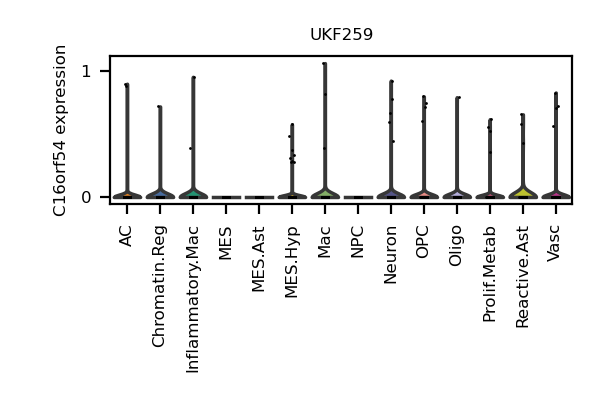 UKF259
C16orf54 expression
1
0
AC
Chromatin.Reg
Inflammatory.Mac
MES
MES.Ast
MES.Hyp
Mac
NPC
Neuron
OPC
Oligo
Prolif.Metab
Reactive.Ast
Vasc